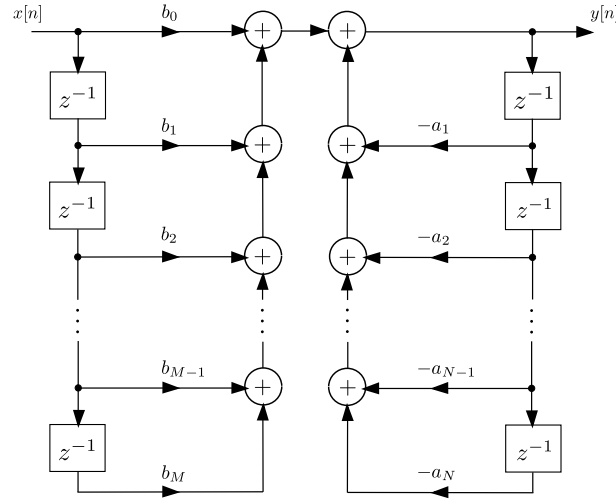 x[n] b_0 + + y[n]
z^{-1} z^{-1}
b_1 + + -a_1
z^{-1} z^{-1}
b_2 + + -a_2
⋮ ⋮ ⋮ ⋮
b_{M-1} + + -a_{N-1}
z^{-1} z^{-1}
b_M -a_N